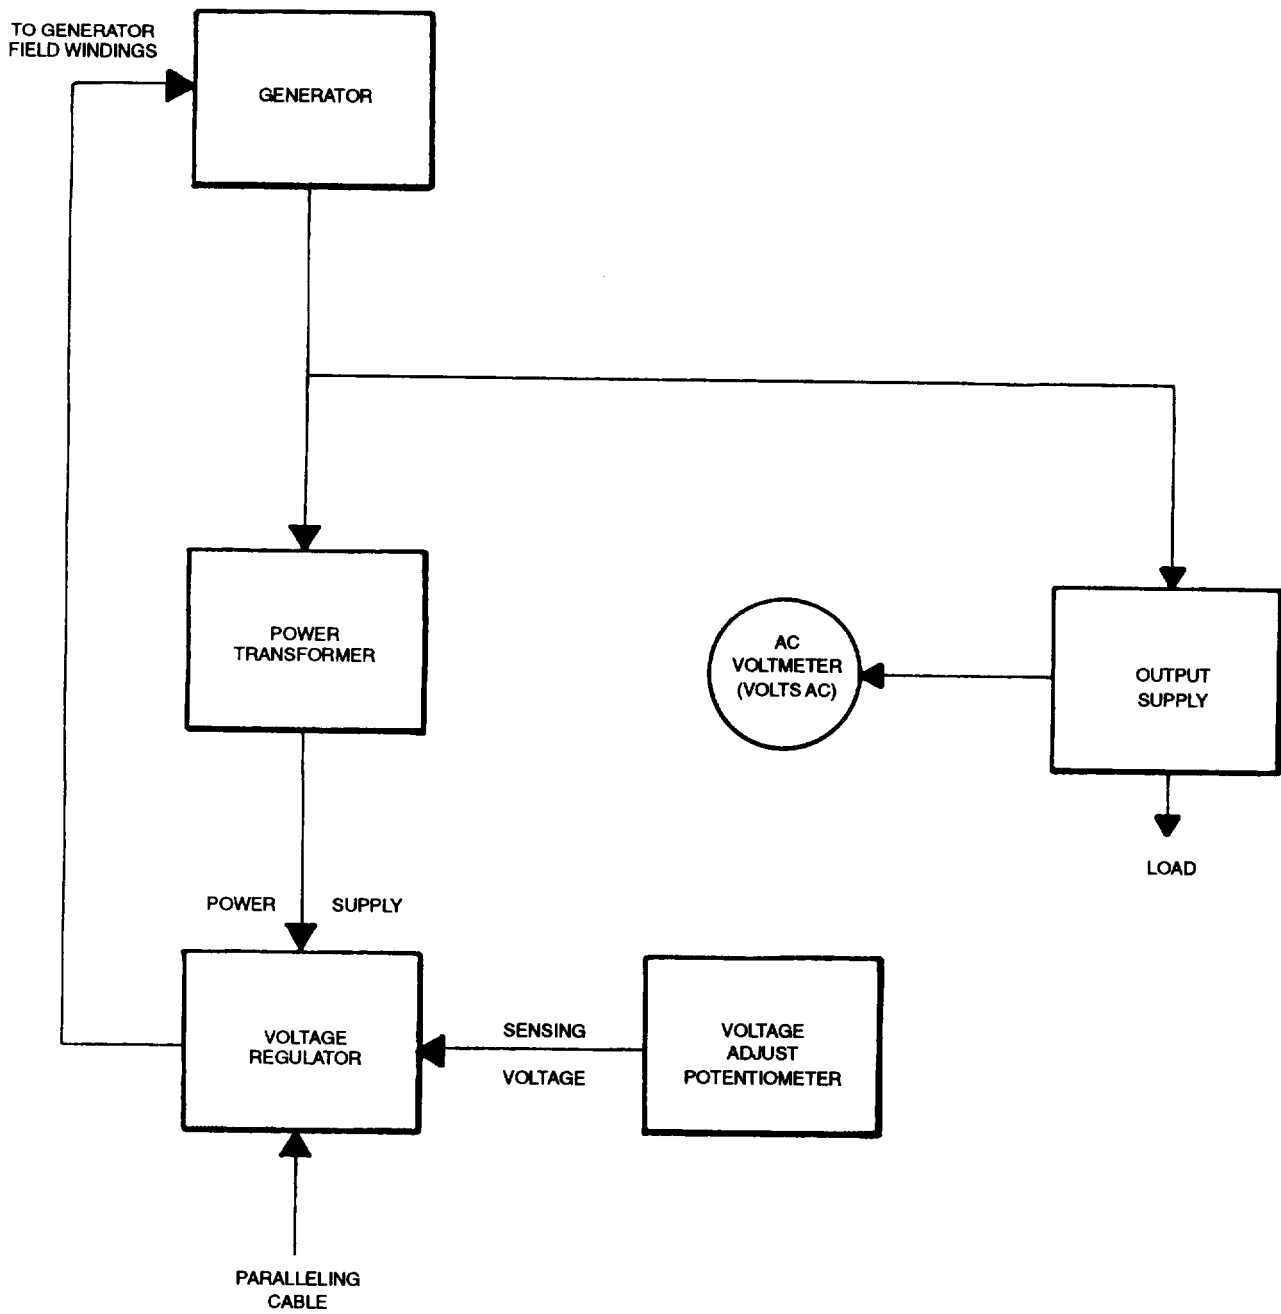 TO GENERATOR
FIELD WINDINGS
GENERATOR
POWER
TRANSFORMER
AC
VOLTMETER
(VOLTS AC)
OUTPUT
SUPPLY
LOAD
POWER SUPPLY
VOLTAGE
REGULATOR
SENSING
VOLTAGE
VOLTAGE
ADJUST
POTENTIOMETER
PARALLELING
CABLE